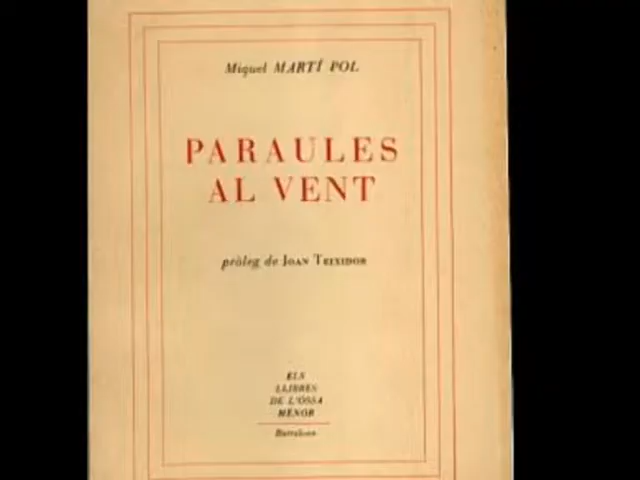 Miquel MARTÍ POL
PARAULES
AL VENT
pròleg de JOAN TEIXIDOR
ELS
LLIBRES
DE L'ÓSSA
MENOR
Barcelona